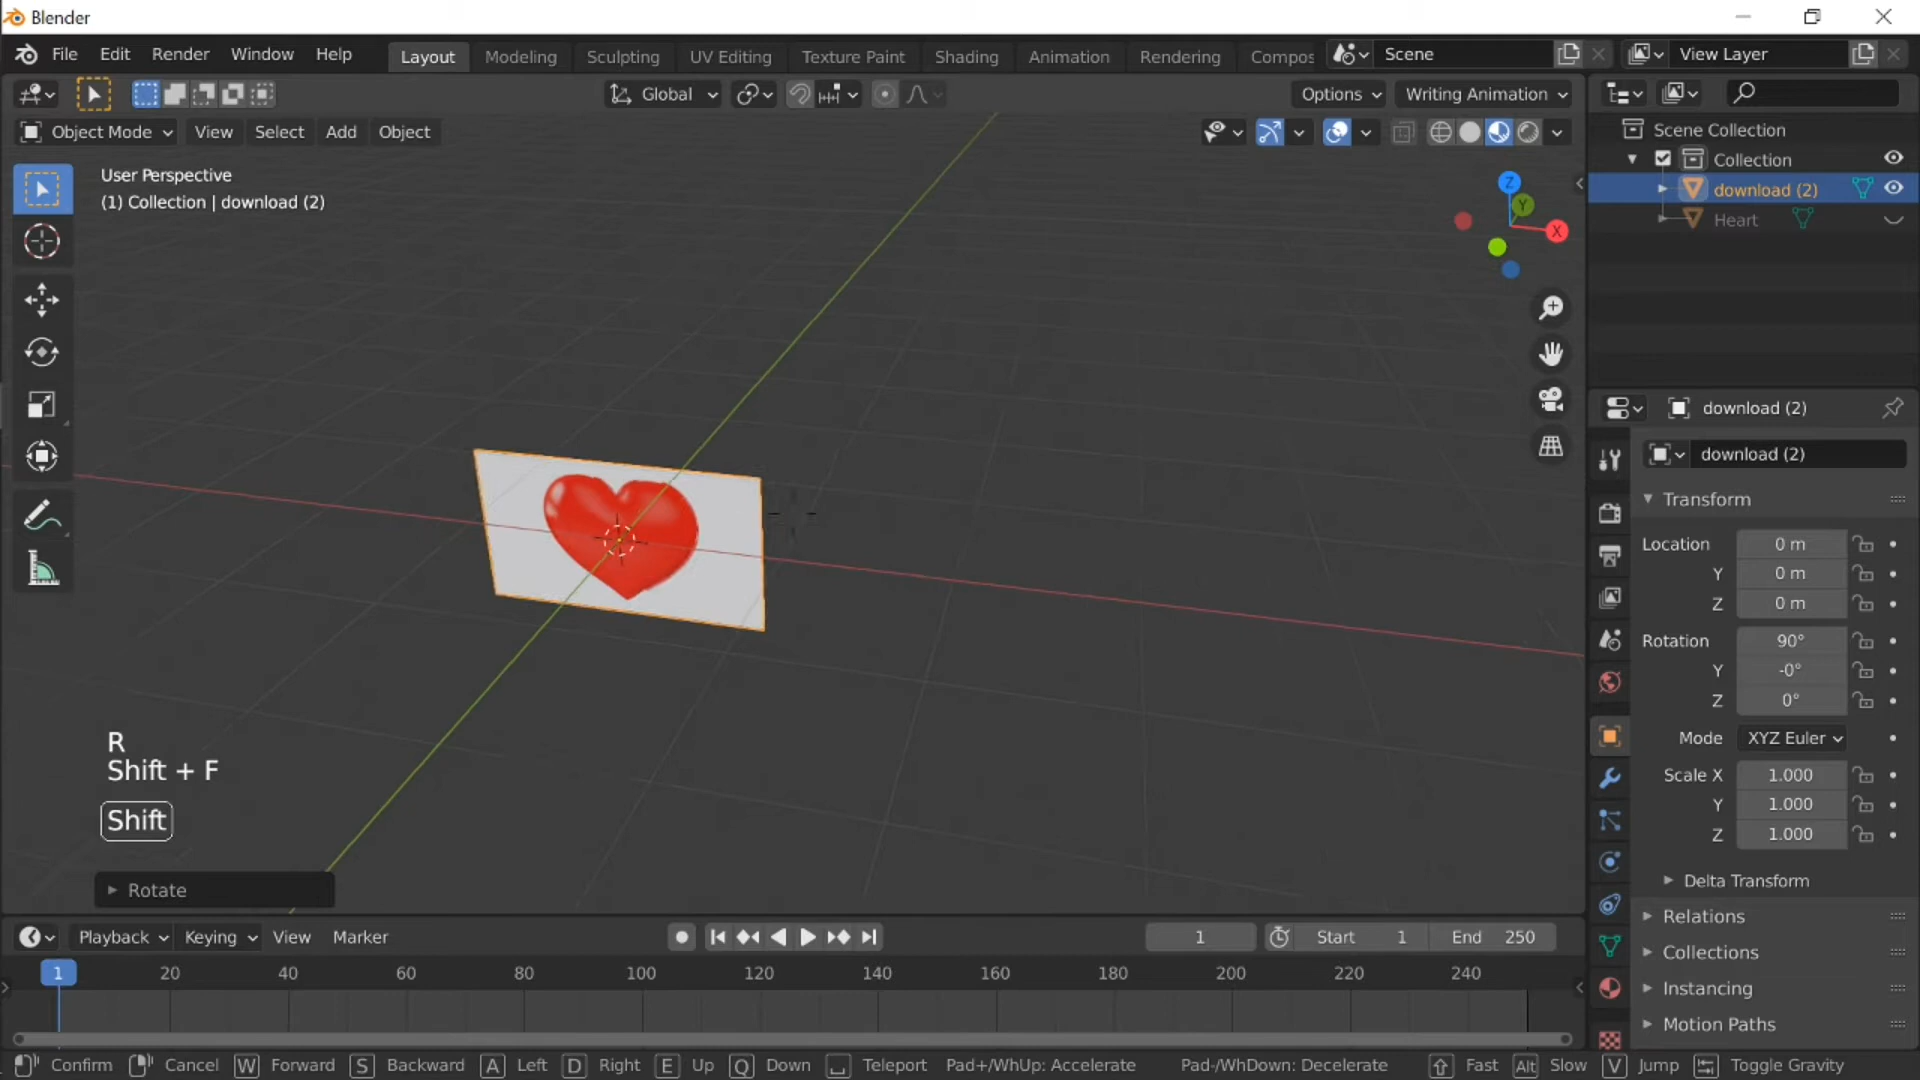 Blender
File Edit Render Window Help Layout Modeling Sculpting UV Editing Texture Paint Shading Animation Rendering Compos Scene View Layer
Global Options Writing Animation
Object Mode View Select Add Object
User Perspective
(1) Collection | download (2)
Z
Y
X
Scene Collection
Collection
download (2)
Heart
download (2)
download (2)
Transform
Location 0 m
Y 0 m
Z 0 m
Rotation 90°
Y -0°
Z 0°
Mode XYZ Euler
Scale X 1.000
Y 1.000
Z 1.000
Delta Transform
Relations
Collections
Instancing
Motion Paths
R
Shift + F
Shift
Rotate
Playback Keying View Marker 1 Start 1 End 250
1 20 40 60 80 100 120 140 160 180 200 220 240
Confirm Cancel W Forward S Backward A Left D Right E Up Q Down Teleport Pad+/WhUp: Accelerate Pad-/WhDown: Decelerate Fast Alt Slow V Jump Toggle Gravity